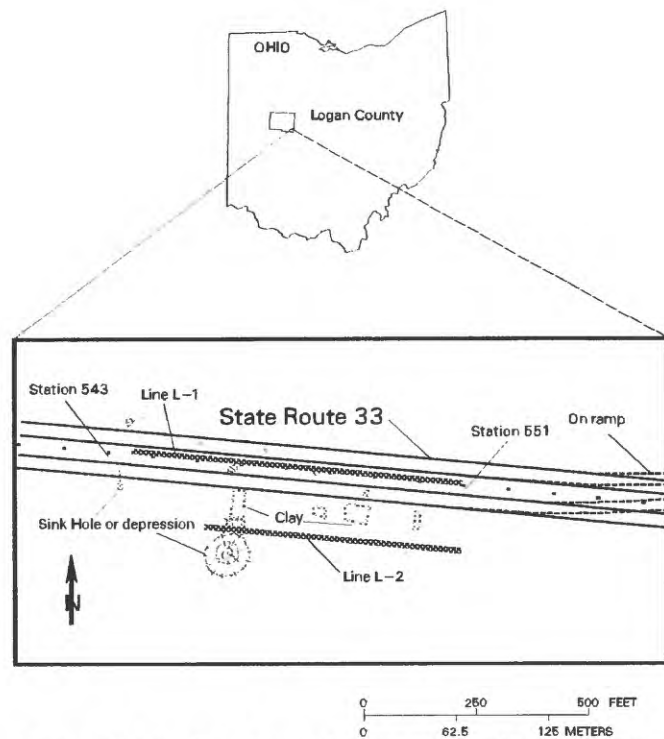 OHIO
Logan County
Station 543
Line L-1
State Route 33
Station 551
On ramp
Sink Hole or depression
Clay
Line L-2
N
0 250 500 FEET
0 62.5 125 METERS